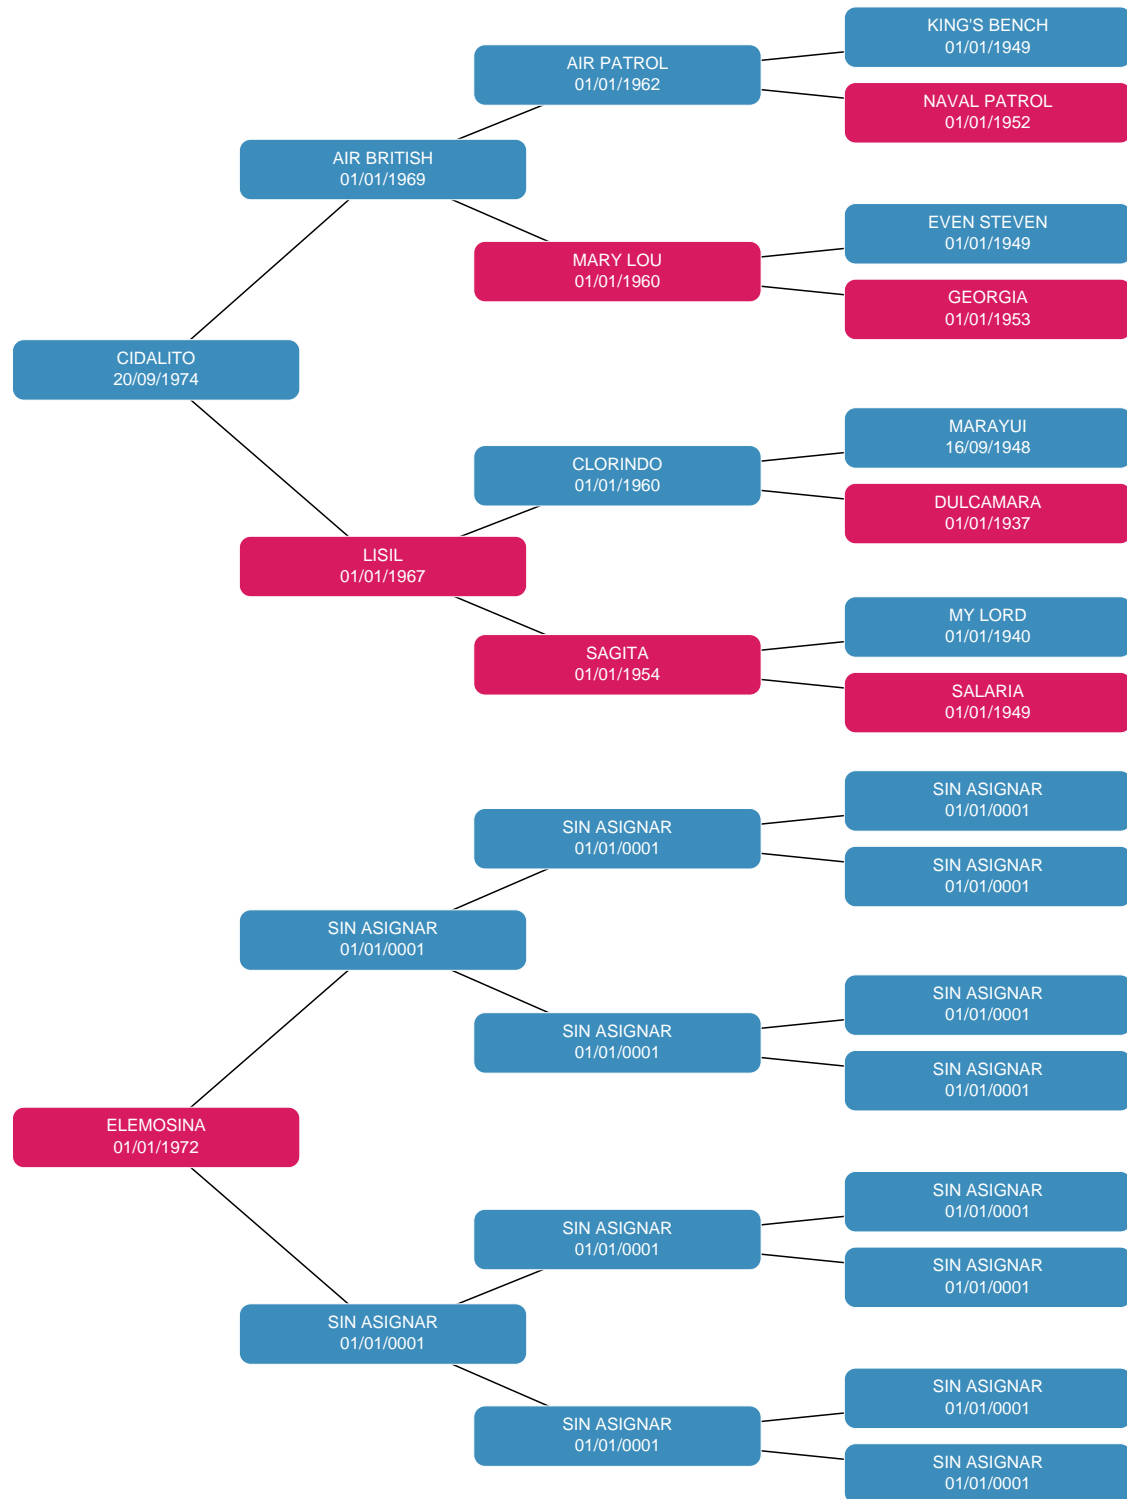 KING'S BENCH
01/01/1949
AIR PATROL
01/01/1962
NAVAL PATROL
01/01/1952
AIR BRITISH
01/01/1969
EVEN STEVEN
01/01/1949
MARY LOU
01/01/1960
GEORGIA
01/01/1953
CIDALITO
20/09/1974
MARAYUI
16/09/1948
CLORINDO
01/01/1960
DULCAMARA
01/01/1937
LISIL
01/01/1967
MY LORD
01/01/1940
SAGITA
01/01/1954
SALARIA
01/01/1949
SIN ASIGNAR
01/01/0001
SIN ASIGNAR
01/01/0001
SIN ASIGNAR
01/01/0001
SIN ASIGNAR
01/01/0001
SIN ASIGNAR
01/01/0001
SIN ASIGNAR
01/01/0001
SIN ASIGNAR
01/01/0001
ELEMOSINA
01/01/1972
SIN ASIGNAR
01/01/0001
SIN ASIGNAR
01/01/0001
SIN ASIGNAR
01/01/0001
SIN ASIGNAR
01/01/0001
SIN ASIGNAR
01/01/0001
SIN ASIGNAR
01/01/0001
SIN ASIGNAR
01/01/0001